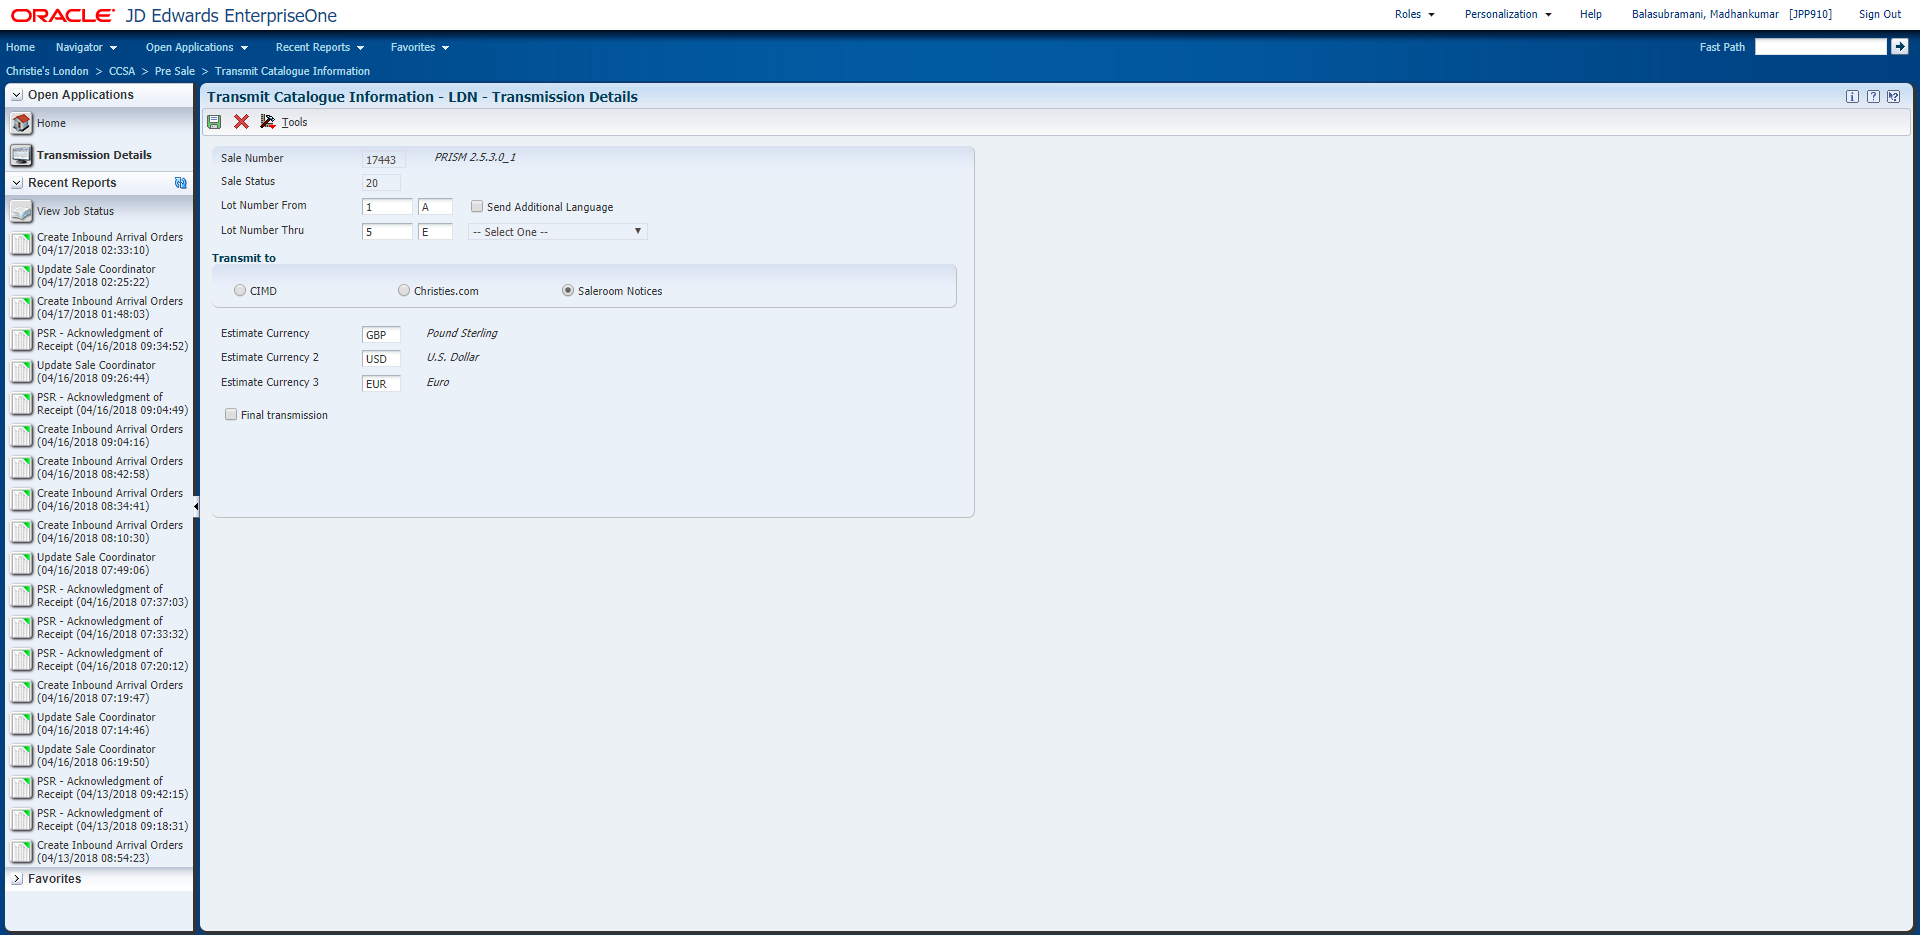 ORACLE JD Edwards EnterpriseOne
Roles Personalization Help Balasubramani, Madhankumar [JPP910] Sign Out
Home Navigator Open Applications Recent Reports Favorites Fast Path
Christie's London > CCSA > Pre Sale > Transmit Catalogue Information
Open Applications
Home
Transmission Details
Recent Reports
View Job Status
Create Inbound Arrival Orders
(04/17/2018 02:33:10)
Update Sale Coordinator
(04/17/2018 02:25:22)
Create Inbound Arrival Orders
(04/17/2018 01:48:03)
PSR - Acknowledgment of
Receipt (04/16/2018 09:34:52)
Update Sale Coordinator
(04/16/2018 09:26:44)
PSR - Acknowledgment of
Receipt (04/16/2018 09:04:49)
Create Inbound Arrival Orders
(04/16/2018 09:04:16)
Create Inbound Arrival Orders
(04/16/2018 08:42:58)
Create Inbound Arrival Orders
(04/16/2018 08:34:41)
Create Inbound Arrival Orders
(04/16/2018 08:10:30)
Update Sale Coordinator
(04/16/2018 07:49:06)
PSR - Acknowledgment of
Receipt (04/16/2018 07:37:03)
PSR - Acknowledgment of
Receipt (04/16/2018 07:33:32)
PSR - Acknowledgment of
Receipt (04/16/2018 07:20:12)
Create Inbound Arrival Orders
(04/16/2018 07:19:47)
Update Sale Coordinator
(04/16/2018 07:14:46)
Update Sale Coordinator
(04/16/2018 06:19:50)
PSR - Acknowledgment of
Receipt (04/13/2018 09:42:15)
PSR - Acknowledgment of
Receipt (04/13/2018 09:18:31)
Create Inbound Arrival Orders
(04/13/2018 08:54:23)
Favorites
Transmit Catalogue Information - LDN - Transmission Details
Tools
Sale Number 17443 PRISM 2.5.3.0_1
Sale Status 20
Lot Number From 1 A Send Additional Language
Lot Number Thru 5 E -- Select One --
Transmit to
CIMD Christies.com Saleroom Notices
Estimate Currency GBP Pound Sterling
Estimate Currency 2 USD U.S. Dollar
Estimate Currency 3 EUR Euro
Final transmission